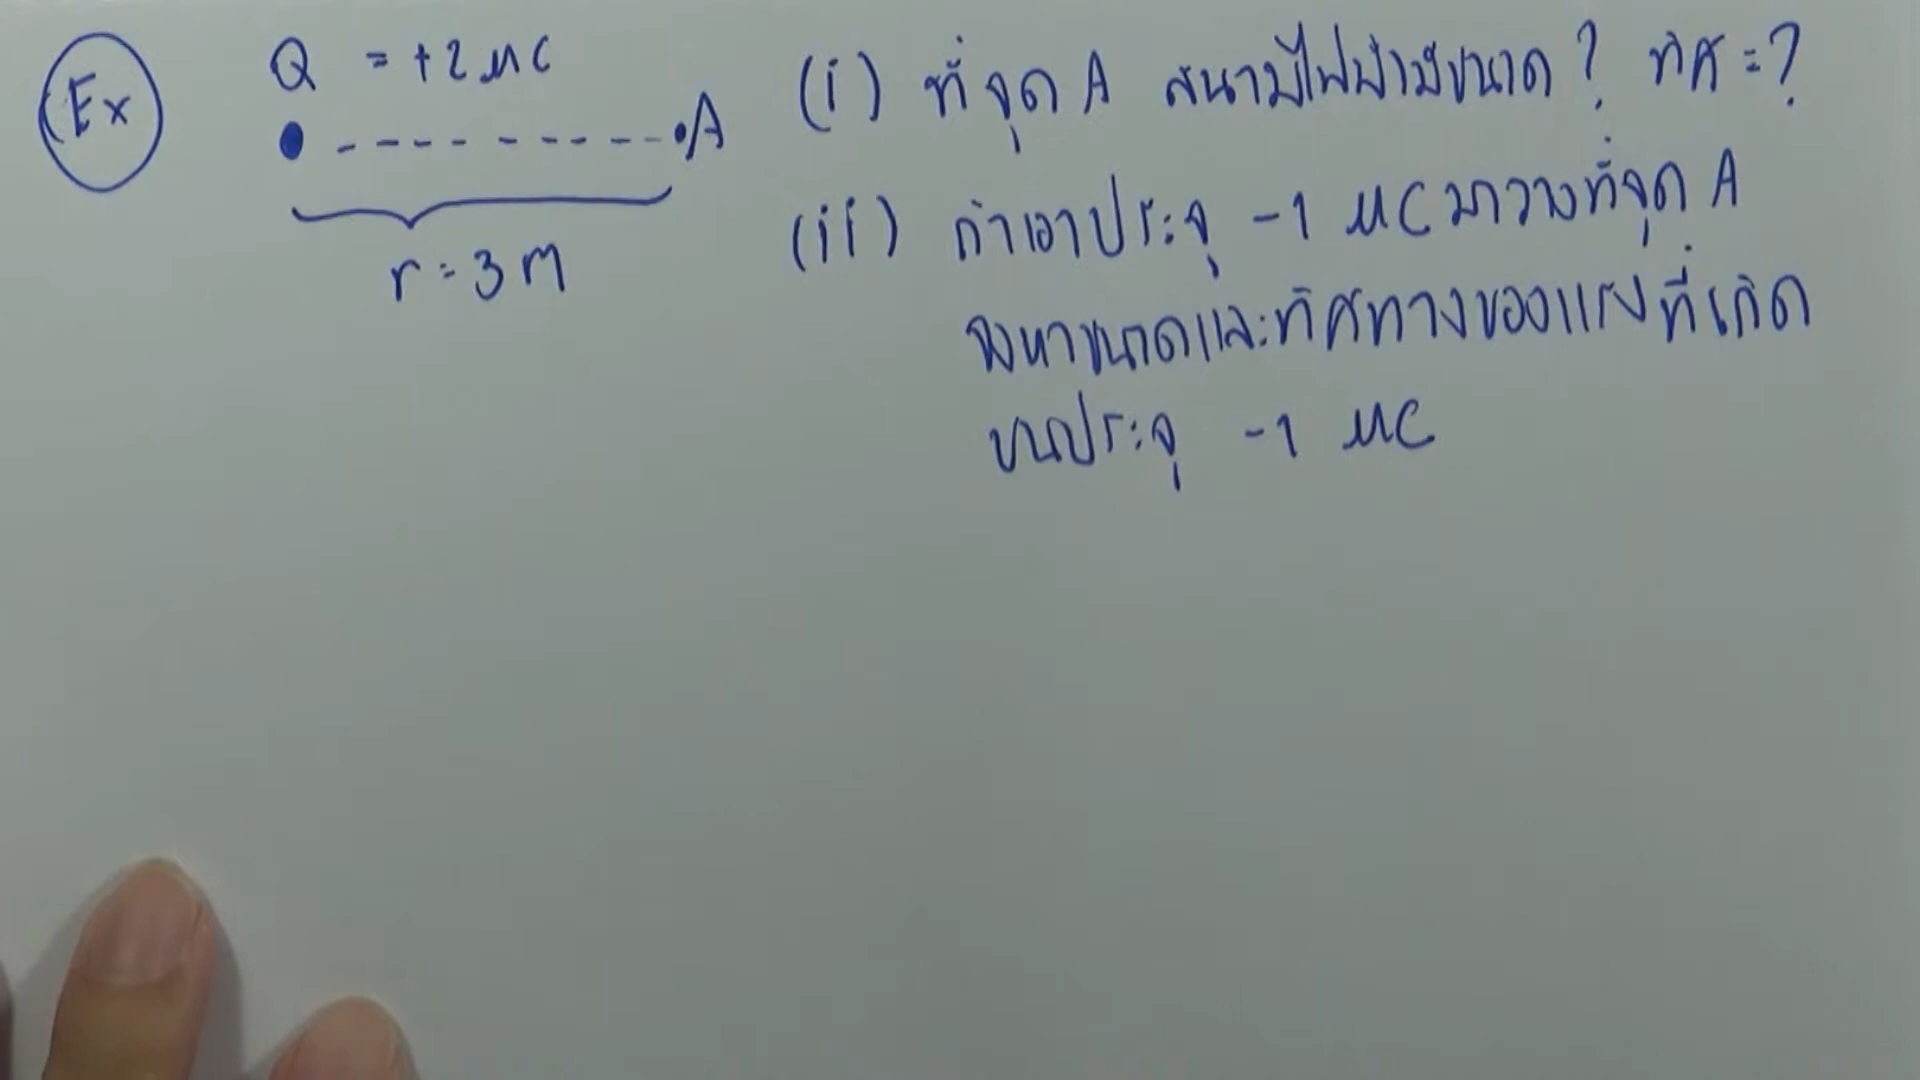 Ex
Q = +2 μC
A
r = 3 m
(i) ที่จุด A สนามไฟฟ้ามีขนาด ? ทิศ = ?
(ii) ถ้าเอาประจุ -1 μC มาวางที่จุด A
จงหาขนาดและทิศทางของแรงที่เกิด
บนประจุ -1 μC